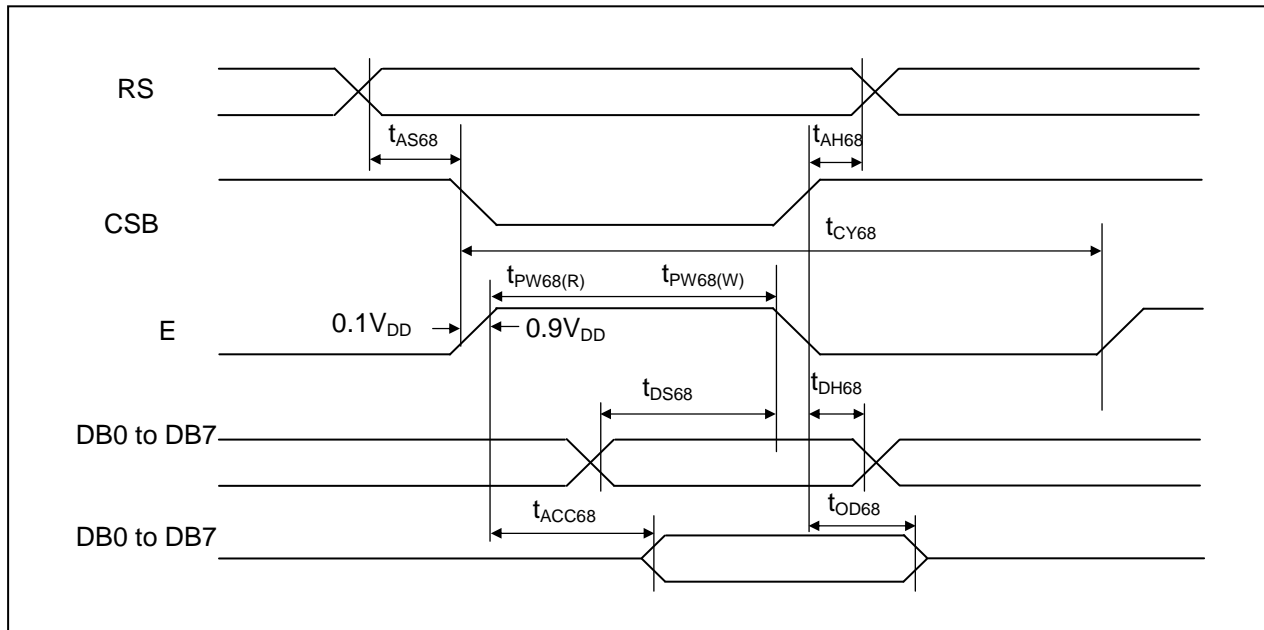 RS
tAS68
tAH68
CSB
tCY68
tPW68(R)
tPW68(W)
E
0.1VDD
0.9VDD
tDS68
tDH68
DB0 to DB7
tACC68
tOD68
DB0 to DB7